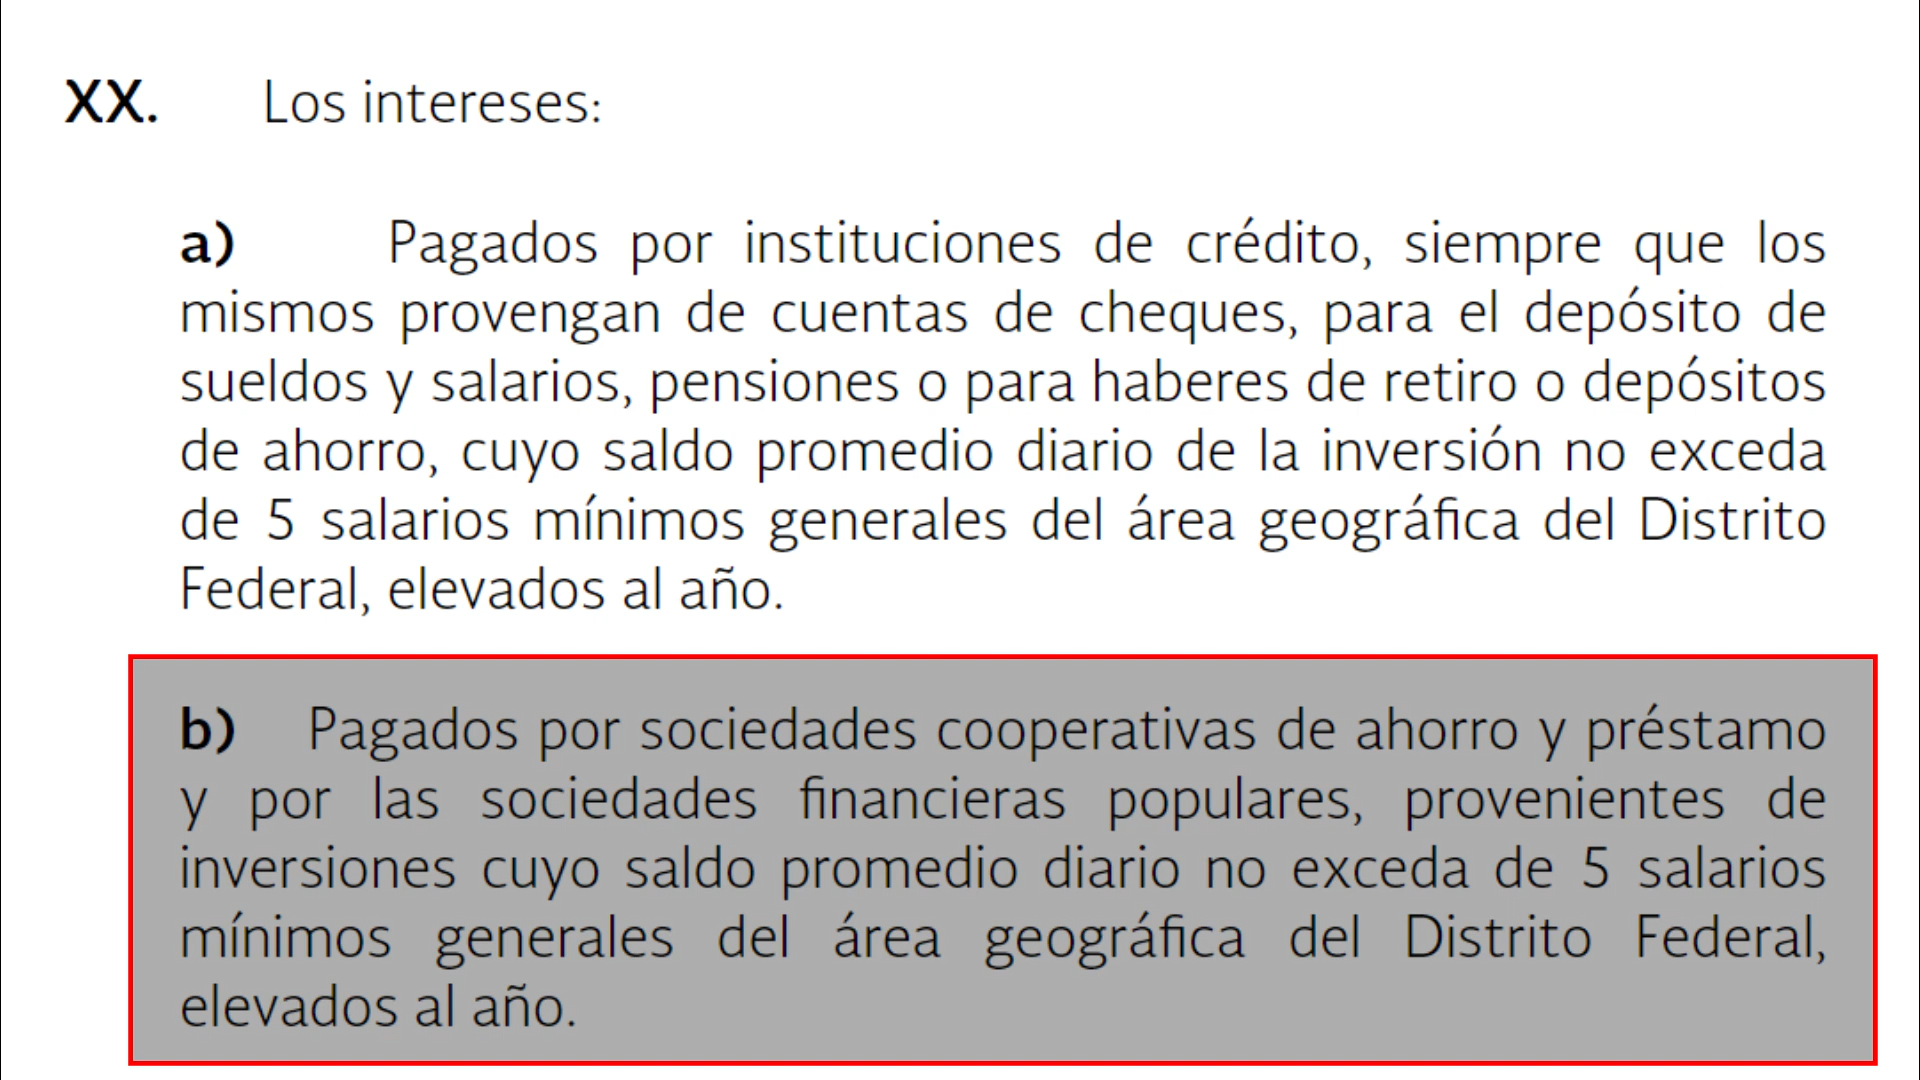 XX. Los intereses:
a) Pagados por instituciones de crédito, siempre que los
mismos provengan de cuentas de cheques, para el depósito de
sueldos y salarios, pensiones o para haberes de retiro o depósitos
de ahorro, cuyo saldo promedio diario de la inversión no exceda
de 5 salarios mínimos generales del área geográfica del Distrito
Federal, elevados al año.
b) Pagados por sociedades cooperativas de ahorro y préstamo
y por las sociedades financieras populares, provenientes de
inversiones cuyo saldo promedio diario no exceda de 5 salarios
mínimos generales del área geográfica del Distrito Federal,
elevados al año.